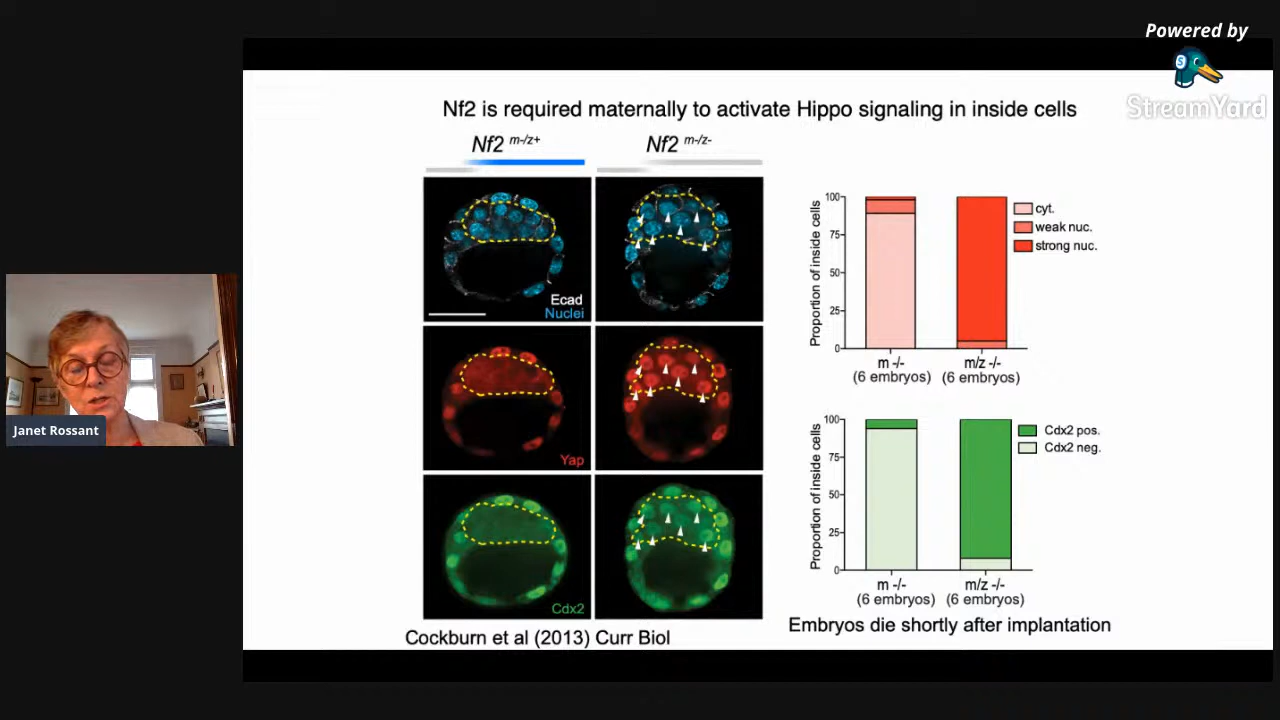 Powered by
StreamYard
Nf2 is required maternally to activate Hippo signaling in inside cells
Nf2 m-/z+
Nf2 m-/z-
Ecad
Nuclei
Yap
Cdx2
Cockburn et al (2013) Curr Biol
Proportion of inside cells
100
75
50
25
0
m -/-
(6 embryos)
m/z -/-
(6 embryos)
cyt.
weak nuc.
strong nuc.
Proportion of inside cells
100
75
50
25
0
m -/-
(6 embryos)
m/z -/-
(6 embryos)
Cdx2 pos.
Cdx2 neg.
Embryos die shortly after implantation
Janet Rossant